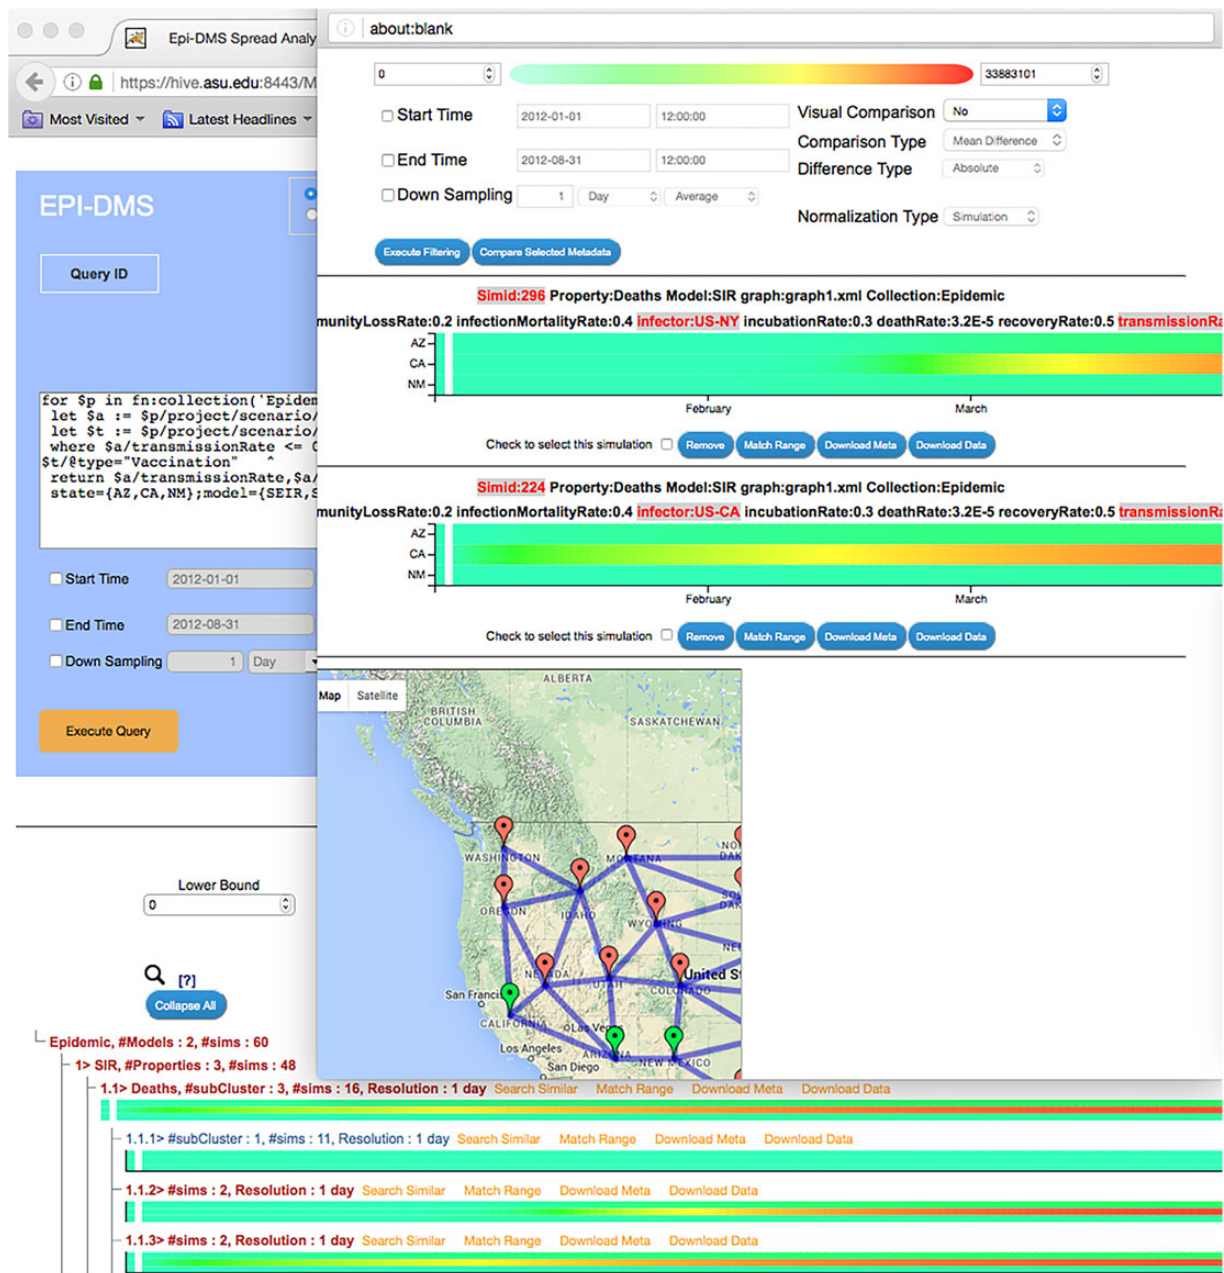 Epi-DMS Spread Analy
about:blank
https://hive.asu.edu:8443/M
Most Visited
Latest Headlines
0
33883101
Start Time 2012-01-01 12:00:00
Visual Comparison No
Comparison Type Mean Difference
End Time 2012-08-31 12:00:00
Difference Type Absolute
Down Sampling 1 Day Average
Normalization Type Simulation
Execute Filtering
Compare Selected Metadata
Simid:296 Property:Deaths Model:SIR graph:graph1.xml Collection:Epidemic
munityLossRate:0.2 infectionMortalityRate:0.4 infector:US-NY incubationRate:0.3 deathRate:3.2E-5 recoveryRate:0.5 transmissionRa
AZ
CA
NM
February
March
Check to select this simulation Remove Match Range Download Meta Download Data
Simid:224 Property:Deaths Model:SIR graph:graph1.xml Collection:Epidemic
munityLossRate:0.2 infectionMortalityRate:0.4 infector:US-CA incubationRate:0.3 deathRate:3.2E-5 recoveryRate:0.5 transmissionRa
AZ
CA
NM
February
March
Check to select this simulation Remove Match Range Download Meta Download Data
EPI-DMS
Query ID
for $p in fn:collection('Epidem
let $a := $p/project/scenario/
let $t := $p/project/scenario/
where $a/transmissionRate <= 0
$t/@type="Vaccination" ^
return $a/transmissionRate,$a/
state={AZ,CA,NM};model={SEIR,S
Start Time 2012-01-01
End Time 2012-08-31
Down Sampling 1 Day
Execute Query
Map
Satellite
ALBERTA
BRITISH
COLUMBIA
SASKATCHEWAN
WASHINGTON
MONTANA
NO
DAK
OREGON
IDAHO
WYOMING
SO
DAK
NE
NEVADA
UTAH
COLORADO
United S
San Francis
CALIFORNIA
Las Vegas
Los Angeles
ARIZONA
NEW MEXICO
San Diego
Lower Bound
0
[?]
Collapse All
Epidemic, #Models : 2, #sims : 60
1> SIR, #Properties : 3, #sims : 48
1.1> Deaths, #subCluster : 3, #sims : 16, Resolution : 1 day Search Similar Match Range Download Meta Download Data
1.1.1> #subCluster : 1, #sims : 11, Resolution : 1 day Search Similar Match Range Download Meta Download Data
1.1.2> #sims : 2, Resolution : 1 day Search Similar Match Range Download Meta Download Data
1.1.3> #sims : 2, Resolution : 1 day Search Similar Match Range Download Meta Download Data